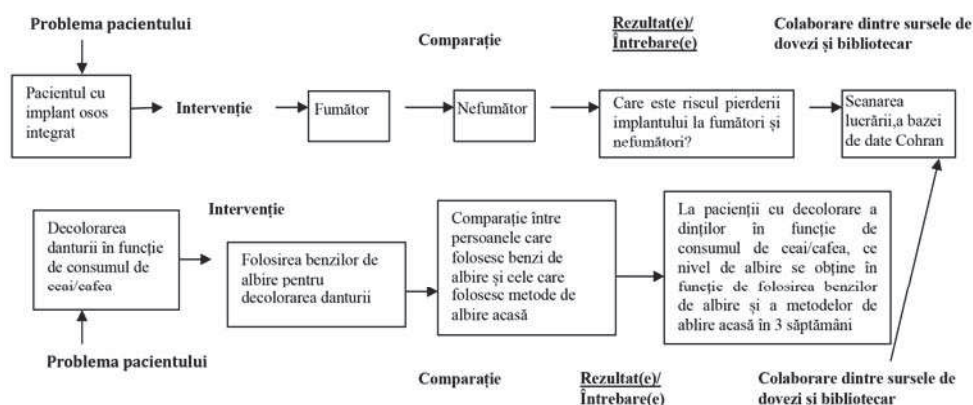 Problema pacientului
Comparație
Rezultat(e)/
Întrebare(e)
Colaborare dintre sursele de
dovezi și bibliotecar
Pacientul cu
implant osos
integrat
Intervenție
Fumător
Nefumător
Care este riscul pierderii
implantului la fumători și
nefumători?
Scanarea
lucrării,a bazei
de date Cohran
Intervenție
Decolorarea
danturii în funcție
de consumul de
ceai/cafea
Folosirea benzilor de
albire pentru
decolorarea danturii
Comparație între
persoanele care
folosesc benzi de
albire și cele care
folosesc metode de
albire acasă
La pacienții cu decolorare a
dinților în funcție de
consumul de ceai/cafea, ce
nivel de albire se obține în
funcție de folosirea benzilor
de albire și a metodelor de
ablire acasă în 3 săptămâni
Problema pacientului
Comparație
Rezultat(e)/
Întrebare(e)
Colaborare dintre sursele de
dovezi și bibliotecar